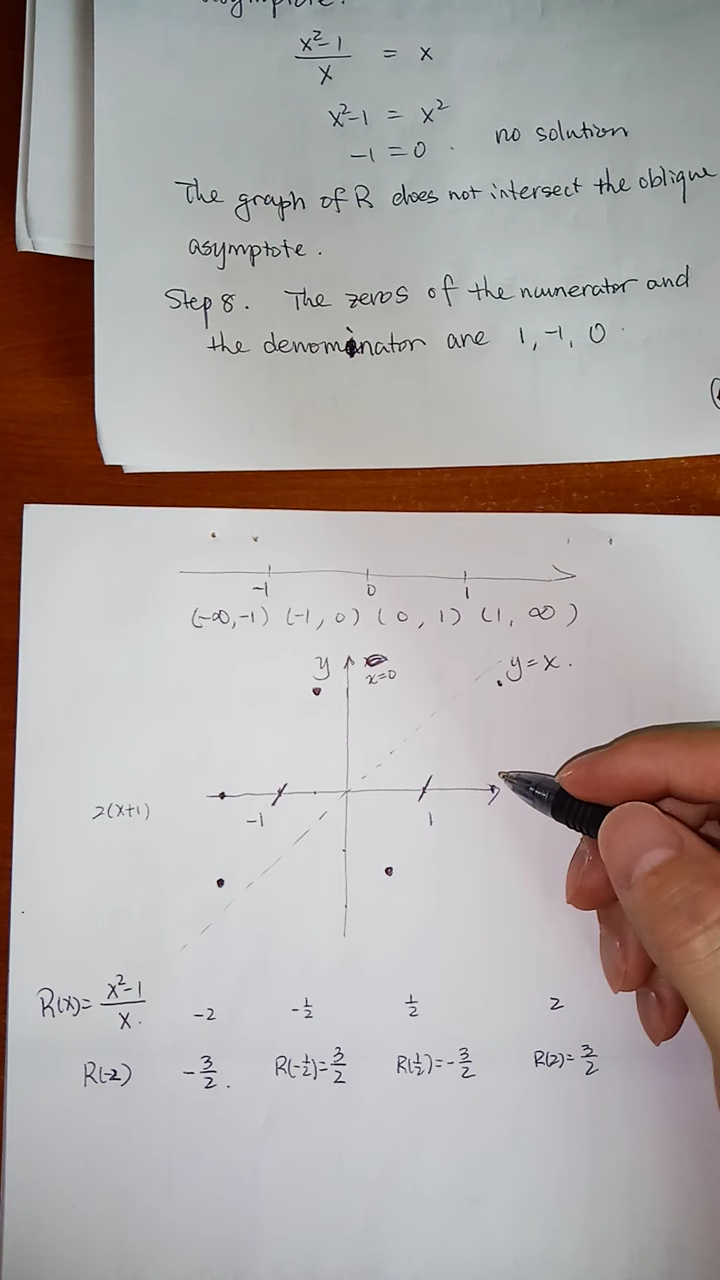 x²-1/x = x
x²-1 = x²
-1 = 0 . no solution
The graph of R does not intersect the oblique
asymptote.
Step 8. The zeros of the numerator and
the denominator are 1, -1, 0.
-1 0 1
(-∞, -1) (-1, 0) (0, 1) (1, ∞)
y x=0 y=x.
2(x+1) -1 1
R(x)= x²-1/x. -2 -1/2 1/2 2
R(-2) -3/2. R(-1/2)=3/2 R(1/2)=-3/2 R(2)=3/2